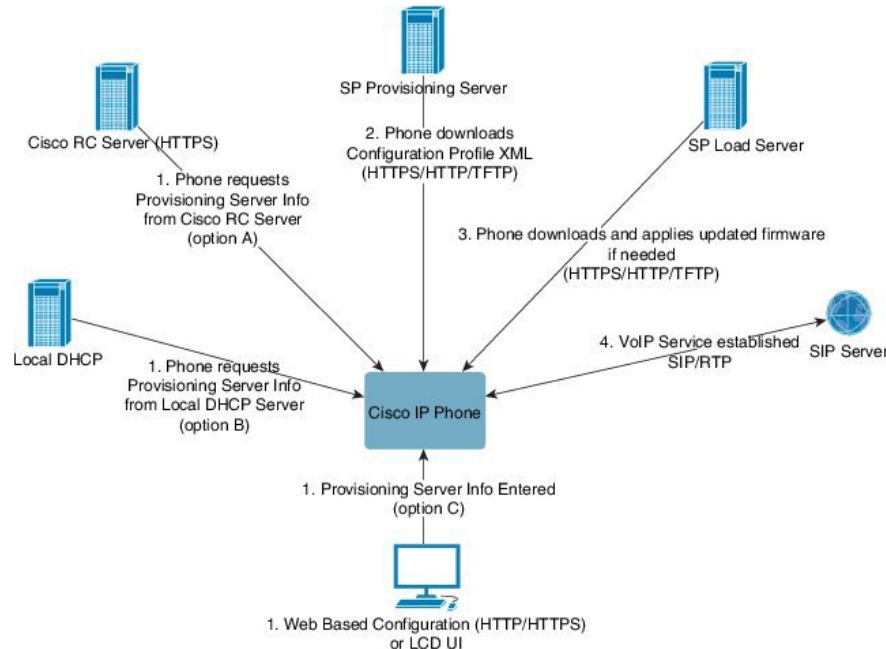 SP Provisioning Server
Cisco RC Server (HTTPS)
SP Load Server
2. Phone downloads
Configuration Profile XML
(HTTPS/HTTP/TFTP)
1. Phone requests
Provisioning Server Info
from Cisco RC Server
(option A)
3. Phone downloads and applies updated firmware
if needed
(HTTPS/HTTP/TFTP)
Local DHCP
1. Phone requests
Provisioning Server Info
from Local DHCP Server
(option B)
4. VoIP Service established
SIP/RTP
SIP Server
Cisco IP Phone
1. Provisioning Server Info Entered
(option C)
1. Web Based Configuration (HTTP/HTTPS)
or LCD UI